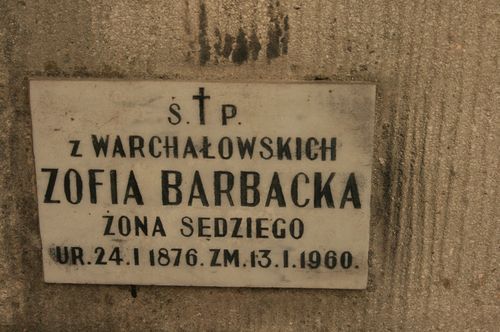 Ś.†P.
z WARCHAŁOWSKICH
ZOFIA BARBACKA
ŻONA SĘDZIEGO
UR.24.I 1876. ZM.13.I.1960.